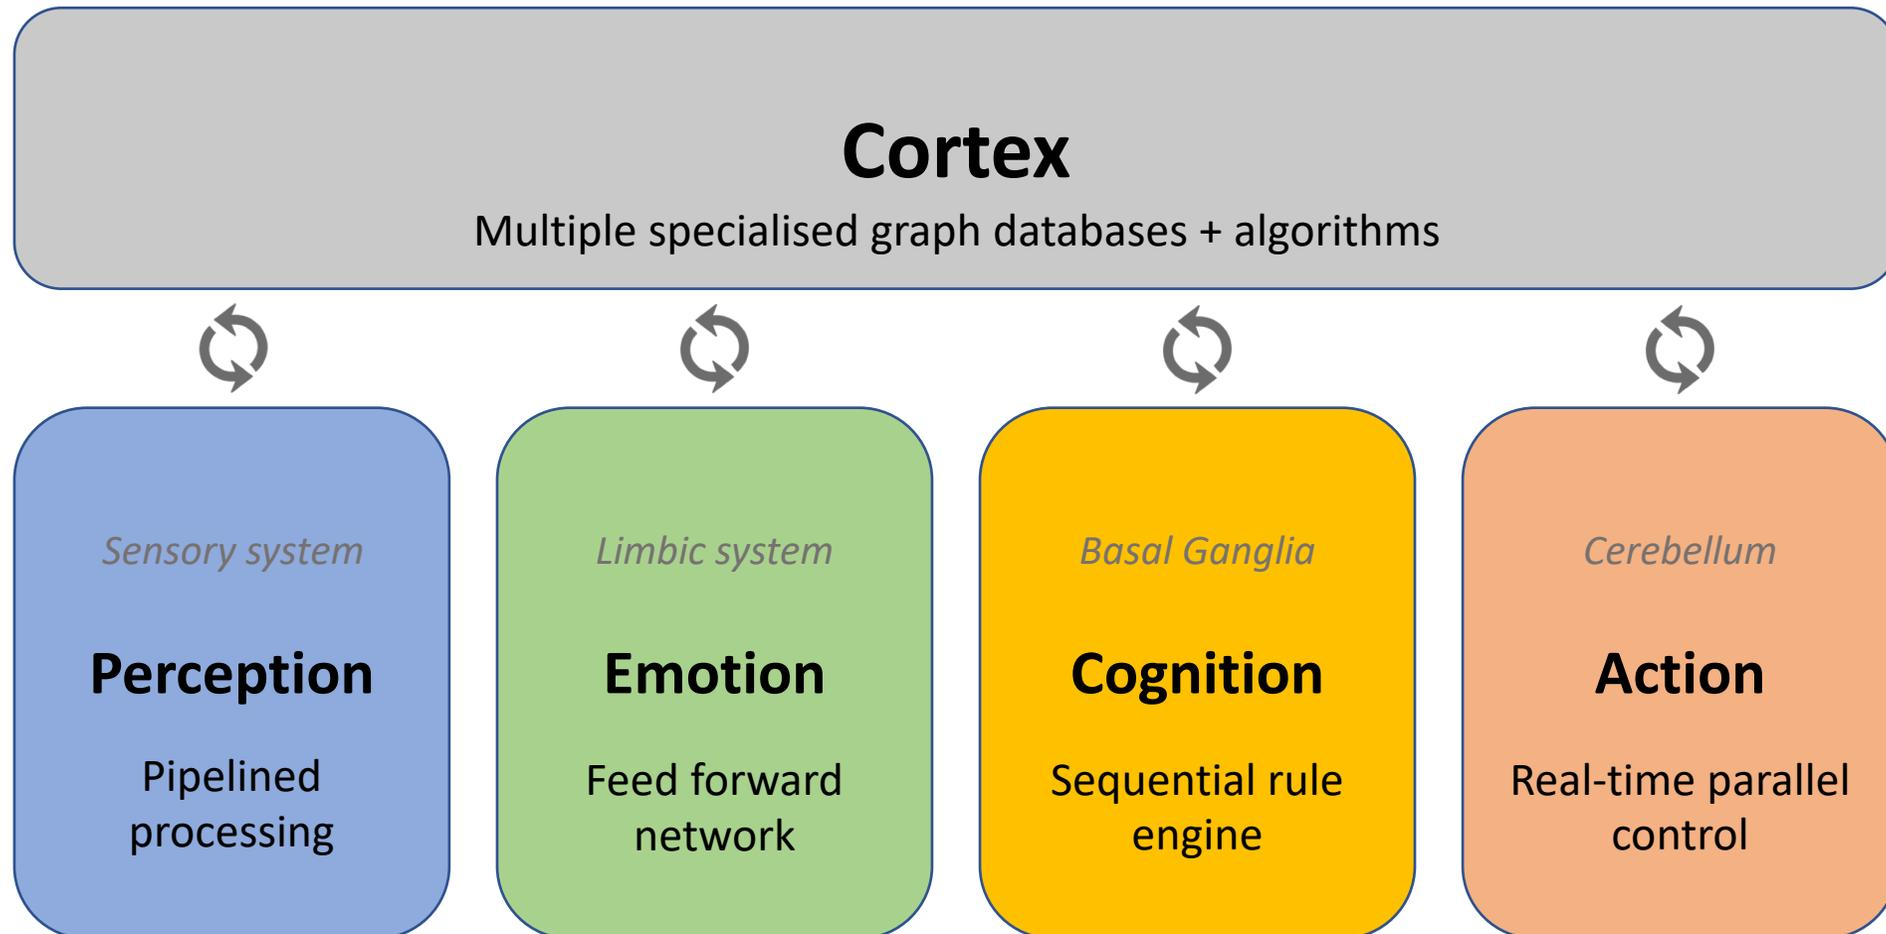 Cortex
Multiple specialised graph databases + algorithms
Sensory system
Perception
Pipelined
processing
Limbic system
Emotion
Feed forward
network
Basal Ganglia
Cognition
Sequential rule
engine
Cerebellum
Action
Real-time parallel
control